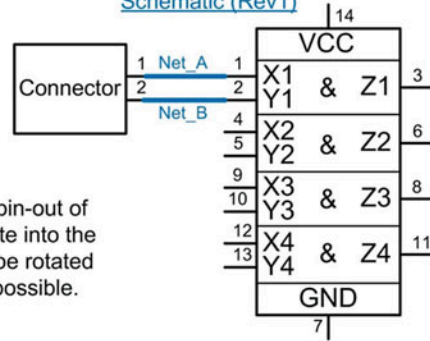 Schematic (Rev1)
14
VCC
Connector
1 Net_A 1
2 Net_B 2
X1 & Z1 3
Y1
4 X2 & Z2 6
5 Y2
9 X3 & Z3 8
10 Y3
12 X4 & Z4 11
13 Y4
GND
7
pin-out of
te into the
be rotated
possible.